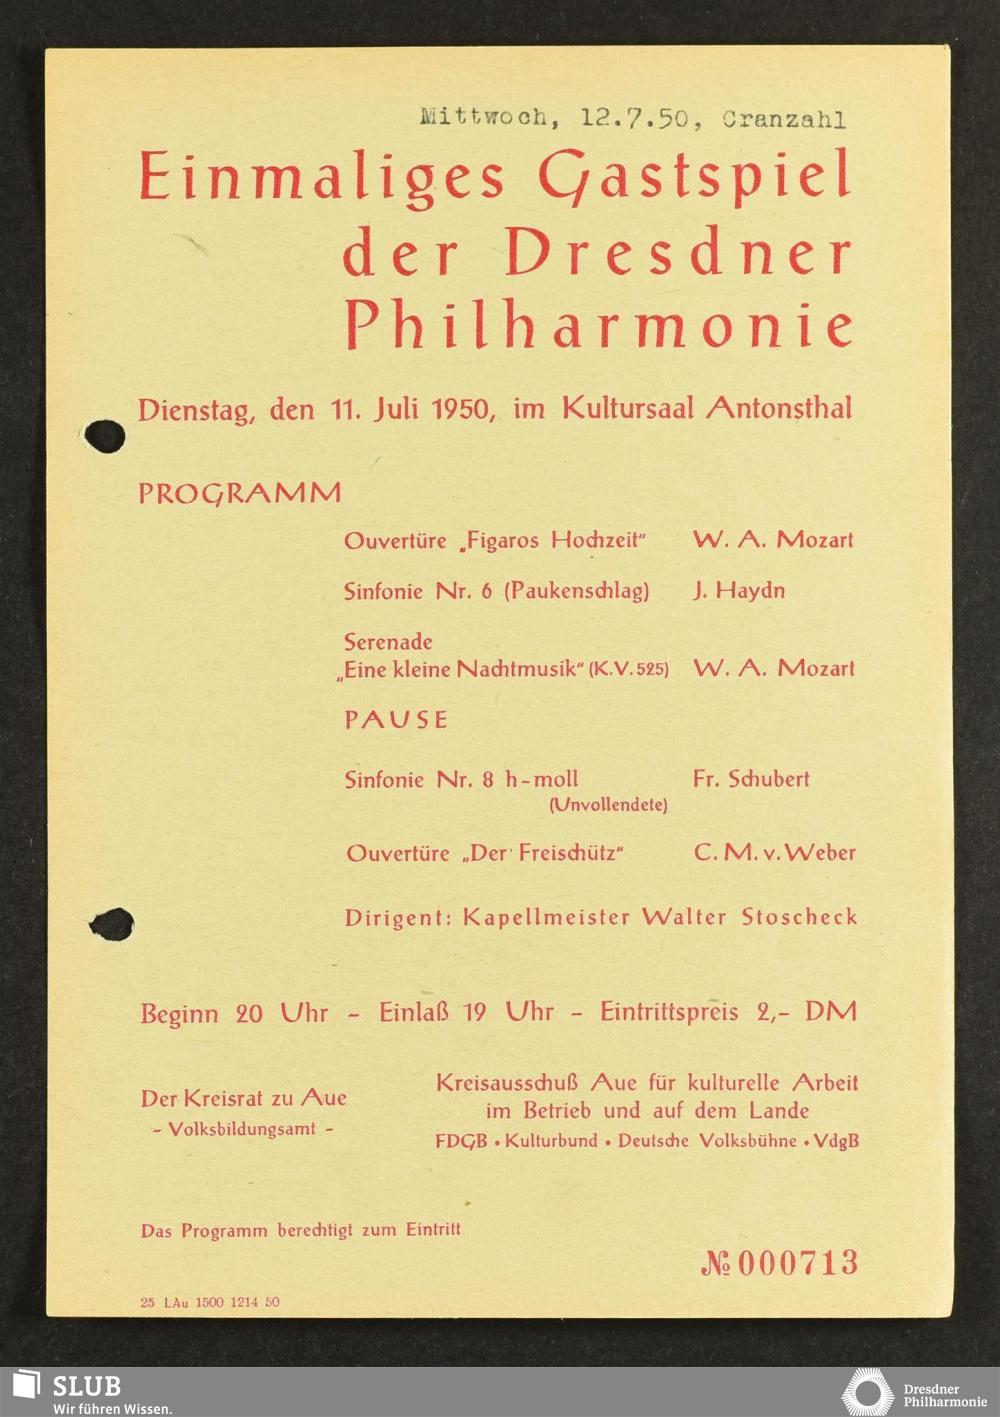 Mittwoch, 12.7.50, Cranzahl
Einmaliges Gastspiel
der Dresdner
Philharmonie
Dienstag, den 11. Juli 1950, im Kultursaal Antonsthal
PROGRAMM
Ouvertüre „Figaros Hochzeit“ W. A. Mozart
Sinfonie Nr. 6 (Paukenschlag) J. Haydn
Serenade
„Eine kleine Nachtmusik“ (K.V. 525) W. A. Mozart
PAUSE
Sinfonie Nr. 8 h-moll Fr. Schubert
(Unvollendete)
Ouvertüre „Der Freischütz“ C. M. v. Weber
Dirigent: Kapellmeister Walter Stoscheck
Beginn 20 Uhr – Einlaß 19 Uhr – Eintrittspreis 2,- DM
Der Kreisrat zu Aue
- Volksbildungsamt -
Kreisausschuß Aue für kulturelle Arbeit
im Betrieb und auf dem Lande
FDGB • Kulturbund • Deutsche Volksbühne • VdgB
Das Programm berechtigt zum Eintritt
№ 000713
25 LAu 1500 1214 50
SLUB
Wir führen Wissen.
Dresdner
Philharmonie